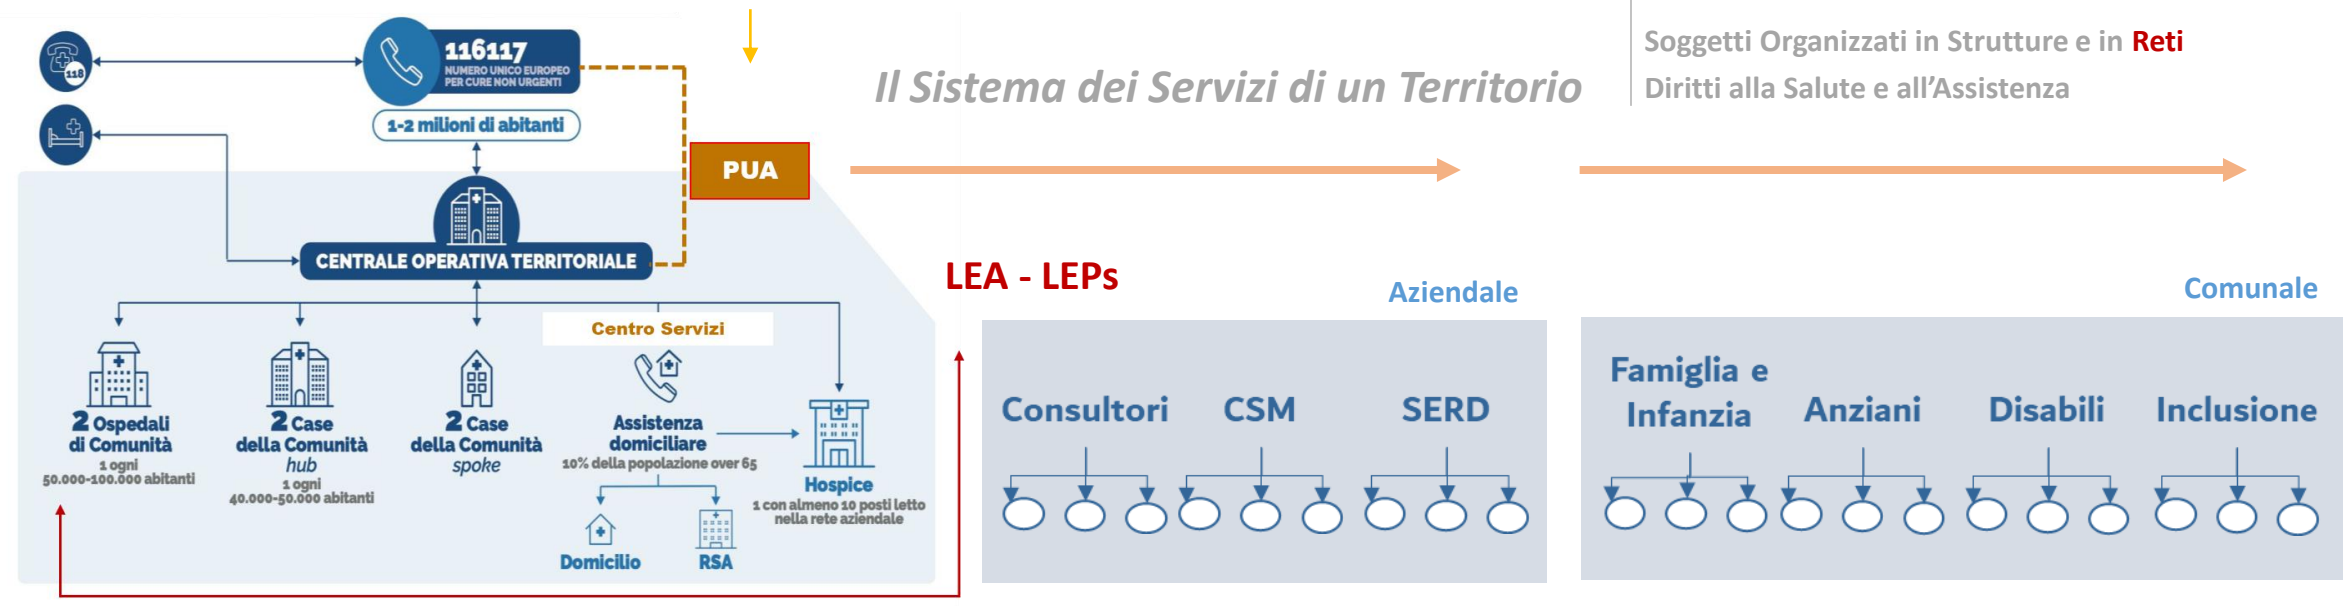 116117
NUMERO UNICO EUROPEO
PER CURE NON URGENTI
118
1-2 milioni di abitanti
PUA
CENTRALE OPERATIVA TERRITORIALE
Centro Servizi
2 Ospedali
di Comunità
1 ogni
50.000-100.000 abitanti
2 Case
della Comunità
hub
1 ogni
40.000-50.000 abitanti
2 Case
della Comunità
spoke
Assistenza
domiciliare
10% della popolazione over 65
Domicilio
RSA
Hospice
1 con almeno 10 posti letto
nella rete aziendale
Il Sistema dei Servizi di un Territorio
Soggetti Organizzati in Strutture e in Reti
Diritti alla Salute e all'Assistenza
LEA - LEPs
Aziendale
Consultori
CSM
SERD
Comunale
Famiglia e
Infanzia
Anziani
Disabili
Inclusione